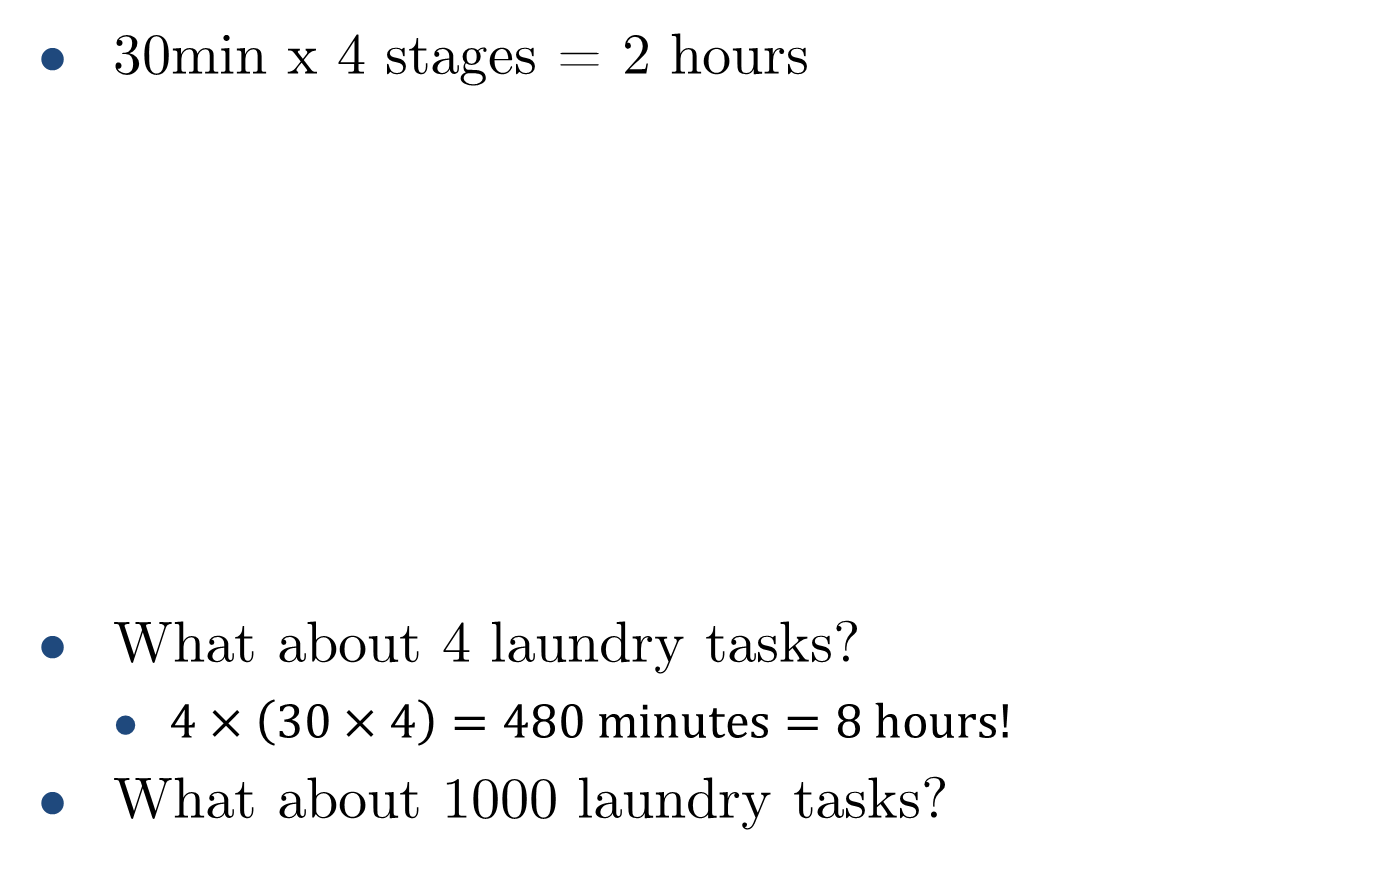 • 30min x 4 stages = 2 hours
• What about 4 laundry tasks?
• 4 × (30 × 4) = 480 minutes = 8 hours!
• What about 1000 laundry tasks?